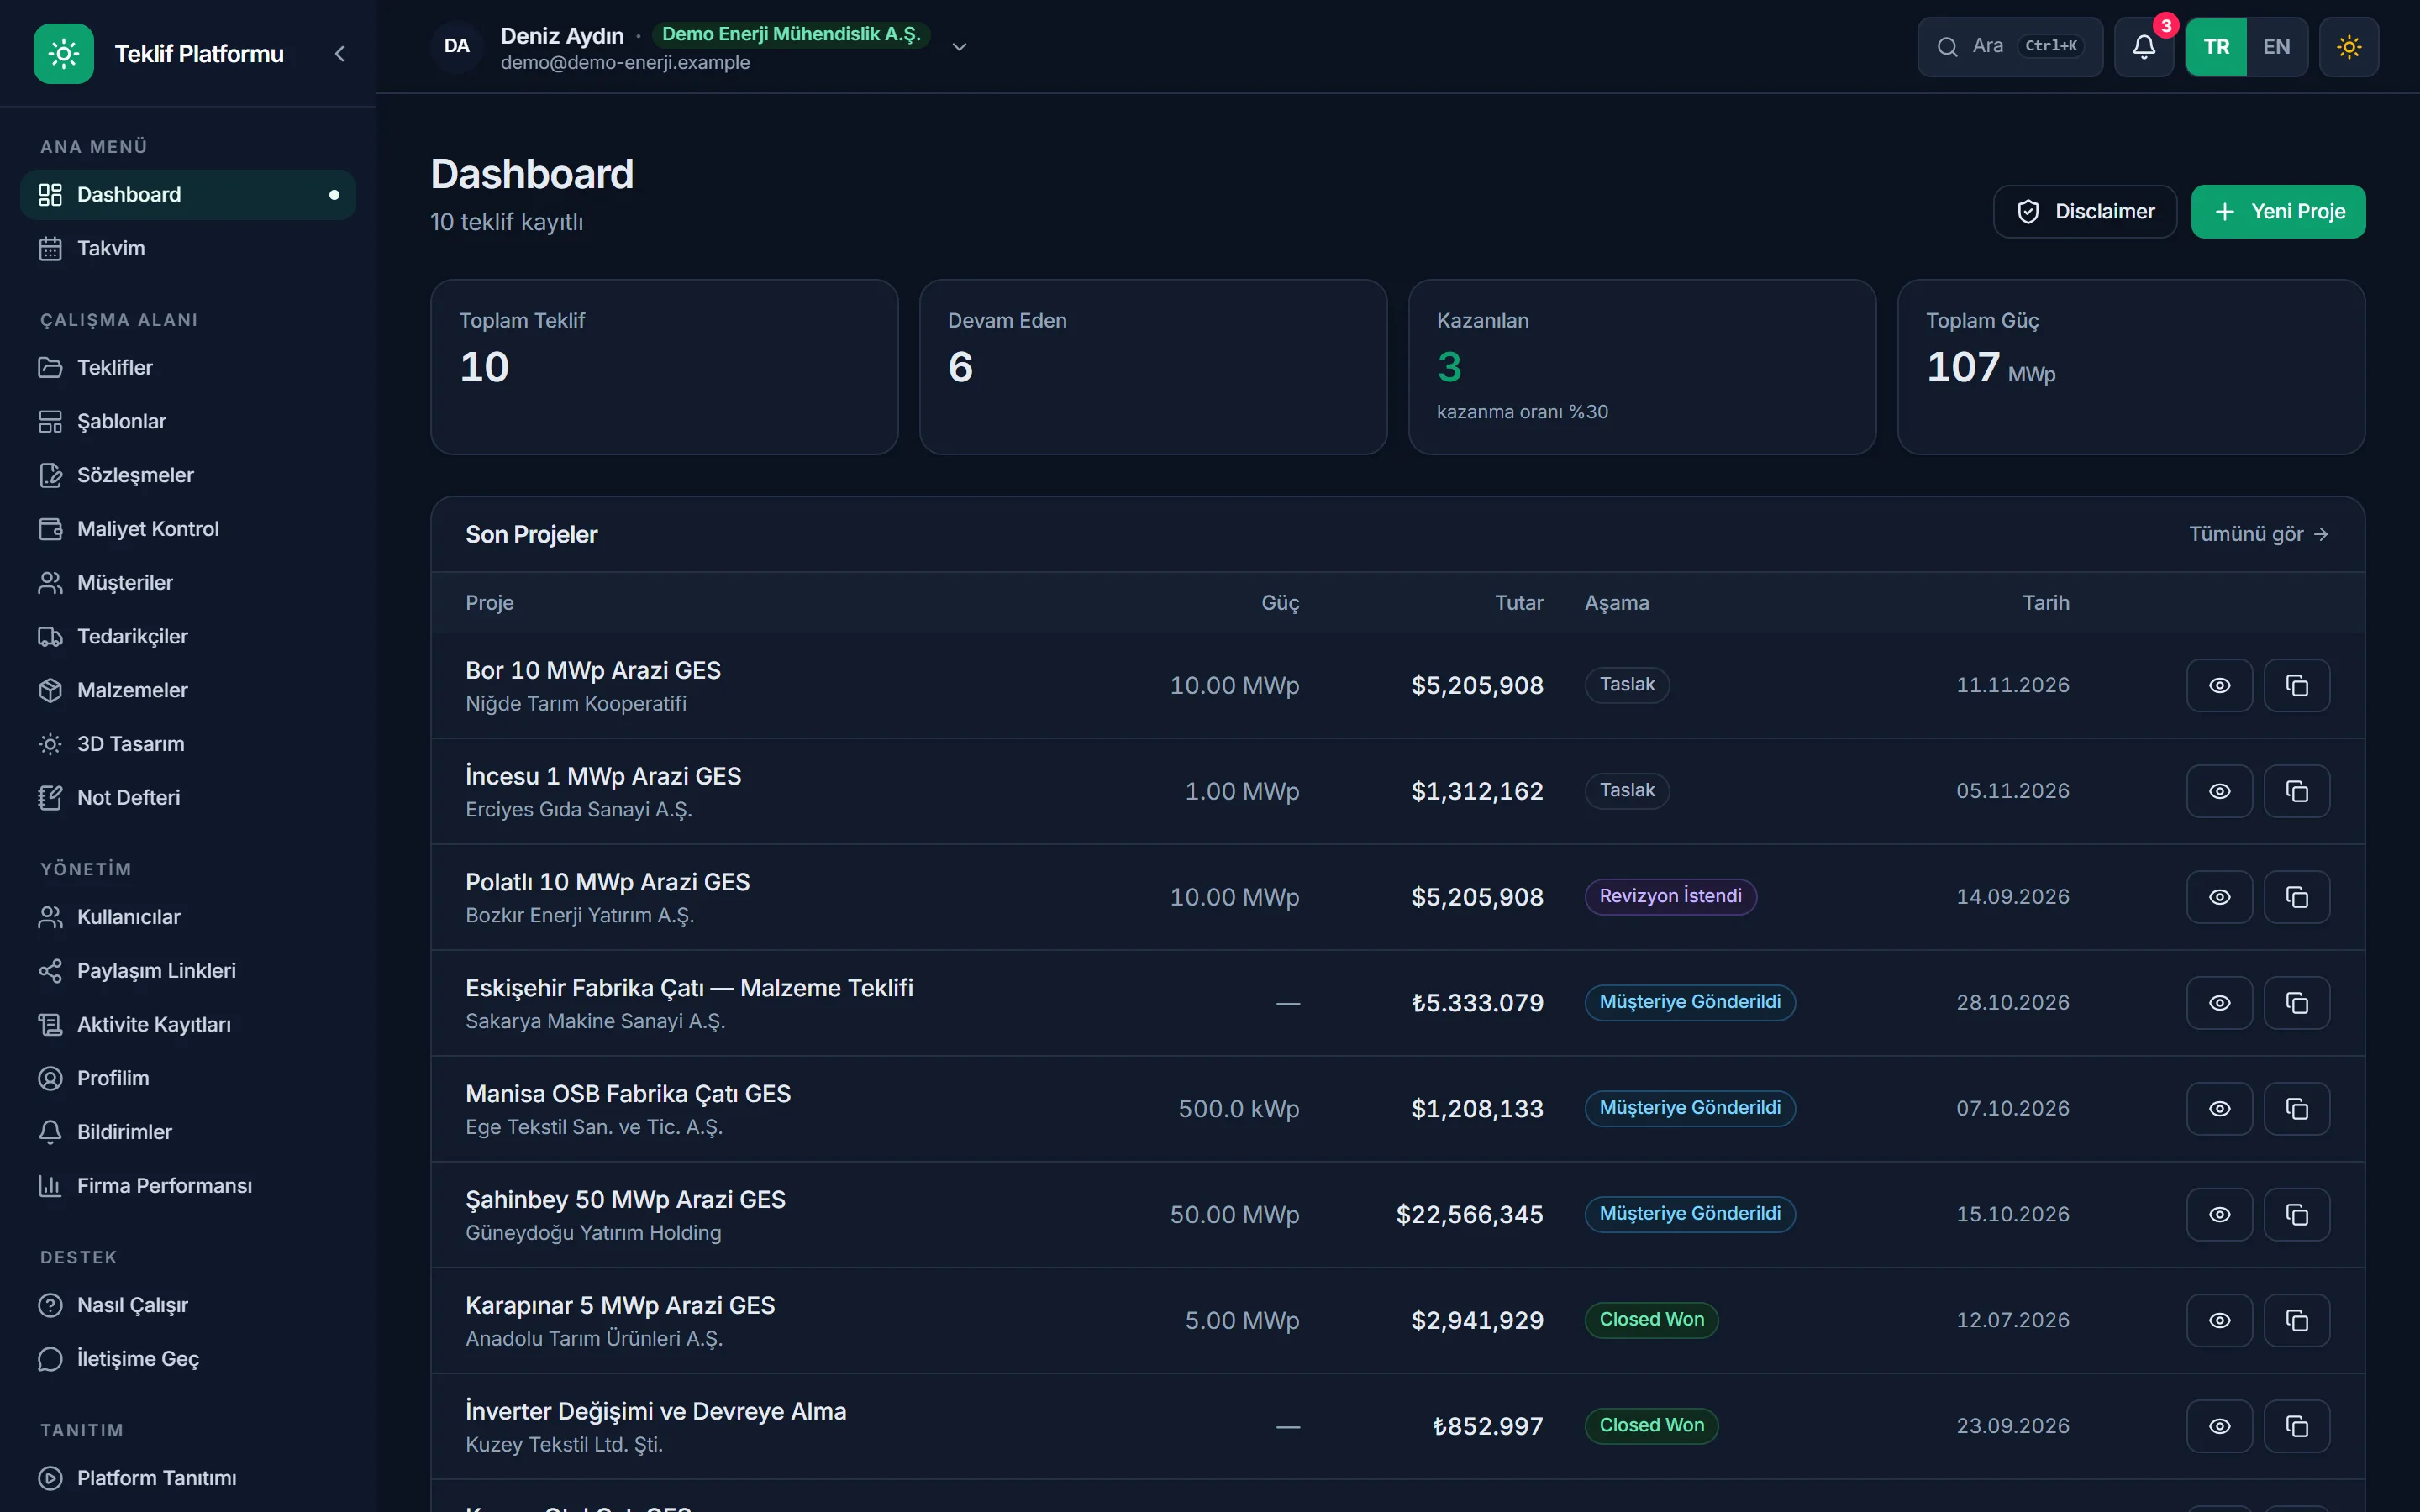 Teklif Platformu
ANA MENÜ
Dashboard
Takvim
ÇALIŞMA ALANI
Teklifler
Şablonlar
Sözleşmeler
Maliyet Kontrol
Müşteriler
Tedarikçiler
Malzemeler
3D Tasarım
Not Defteri
YÖNETİM
Kullanıcılar
Paylaşım Linkleri
Aktivite Kayıtları
Profilim
Bildirimler
Firma Performansı
DESTEK
Nasıl Çalışır
İletişime Geç
TANITIM
Platform Tanıtımı
DA
Deniz Aydın · Demo Enerji Mühendislik A.Ş.
demo@demo-enerji.example
Ara Ctrl+K
3
TR EN
Dashboard
10 teklif kayıtlı
Disclaimer
Yeni Proje
Toplam Teklif
10
Devam Eden
6
Kazanılan
3
kazanma oranı %30
Toplam Güç
107 MWp
Son Projeler
Tümünü gör →
Proje Güç Tutar Aşama Tarih
Bor 10 MWp Arazi GES
Niğde Tarım Kooperatifi
10.00 MWp $5,205,908 Taslak 11.11.2026
İncesu 1 MWp Arazi GES
Erciyes Gıda Sanayi A.Ş.
1.00 MWp $1,312,162 Taslak 05.11.2026
Polatlı 10 MWp Arazi GES
Bozkır Enerji Yatırım A.Ş.
10.00 MWp $5,205,908 Revizyon İstendi 14.09.2026
Eskişehir Fabrika Çatı — Malzeme Teklifi
Sakarya Makine Sanayi A.Ş.
— ₺5.333.079 Müşteriye Gönderildi 28.10.2026
Manisa OSB Fabrika Çatı GES
Ege Tekstil San. ve Tic. A.Ş.
500.0 kWp $1,208,133 Müşteriye Gönderildi 07.10.2026
Şahinbey 50 MWp Arazi GES
Güneydoğu Yatırım Holding
50.00 MWp $22,566,345 Müşteriye Gönderildi 15.10.2026
Karapınar 5 MWp Arazi GES
Anadolu Tarım Ürünleri A.Ş.
5.00 MWp $2,941,929 Closed Won 12.07.2026
İnverter Değişimi ve Devreye Alma
Kuzey Tekstil Ltd. Şti.
— ₺852.997 Closed Won 23.09.2026